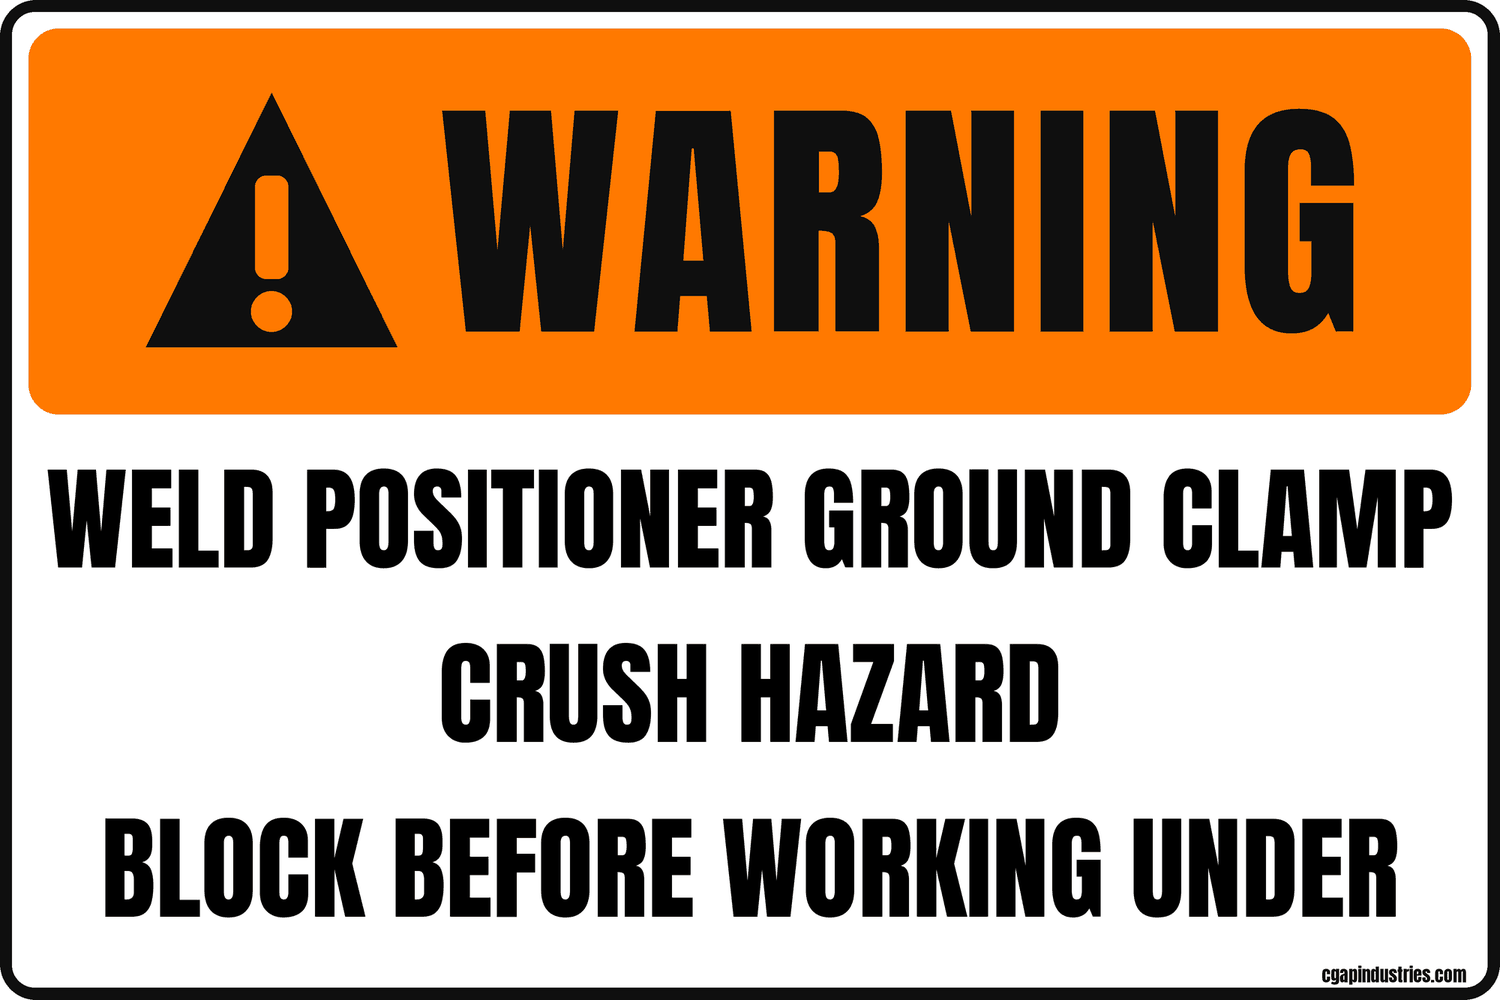 WARNING
WELD POSITIONER GROUND CLAMP
CRUSH HAZARD
BLOCK BEFORE WORKING UNDER
cgapindustries.com